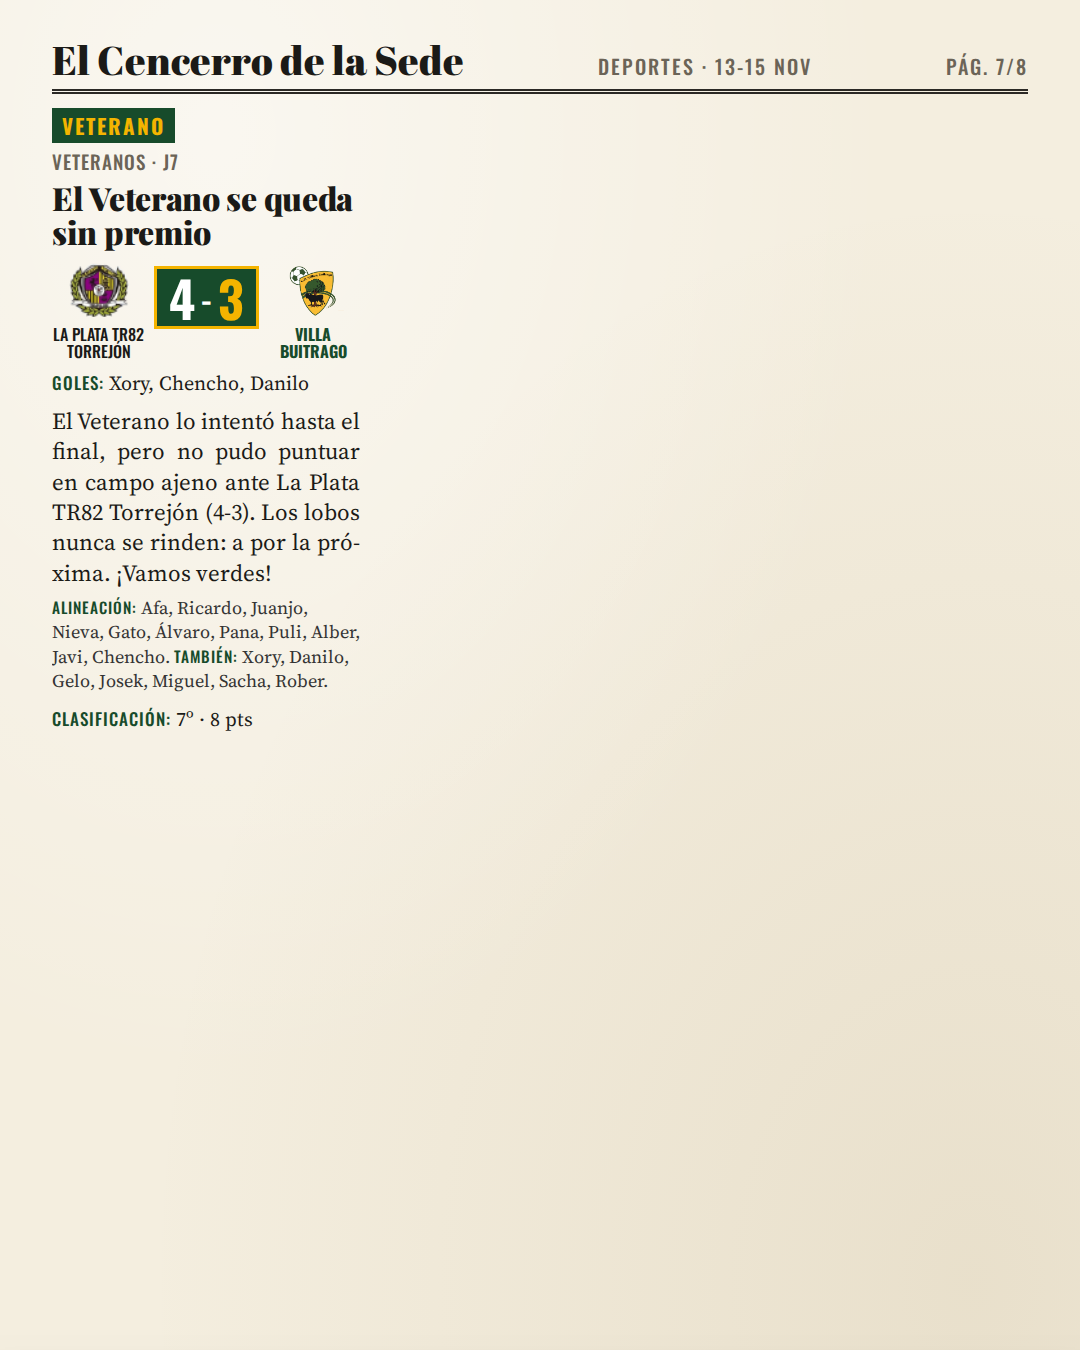 El Cencerro de la Sede
DEPORTES · 13-15 NOV
PÁG. 7/8
VETERANO
VETERANOS · J7
El Veterano se queda
sin premio
4 - 3
LA PLATA TR82
TORREJÓN
VILLA
BUITRAGO
GOLES: Xory, Chencho, Danilo
El Veterano lo intentó hasta el
final, pero no pudo puntuar
en campo ajeno ante La Plata
TR82 Torrejón (4-3). Los lobos
nunca se rinden: a por la pró-
xima. ¡Vamos verdes!
ALINEACIÓN: Afa, Ricardo, Juanjo,
Nieva, Gato, Álvaro, Pana, Puli, Alber,
Javi, Chencho. TAMBIÉN: Xory, Danilo,
Gelo, Josek, Miguel, Sacha, Rober.
CLASIFICACIÓN: 7º · 8 pts